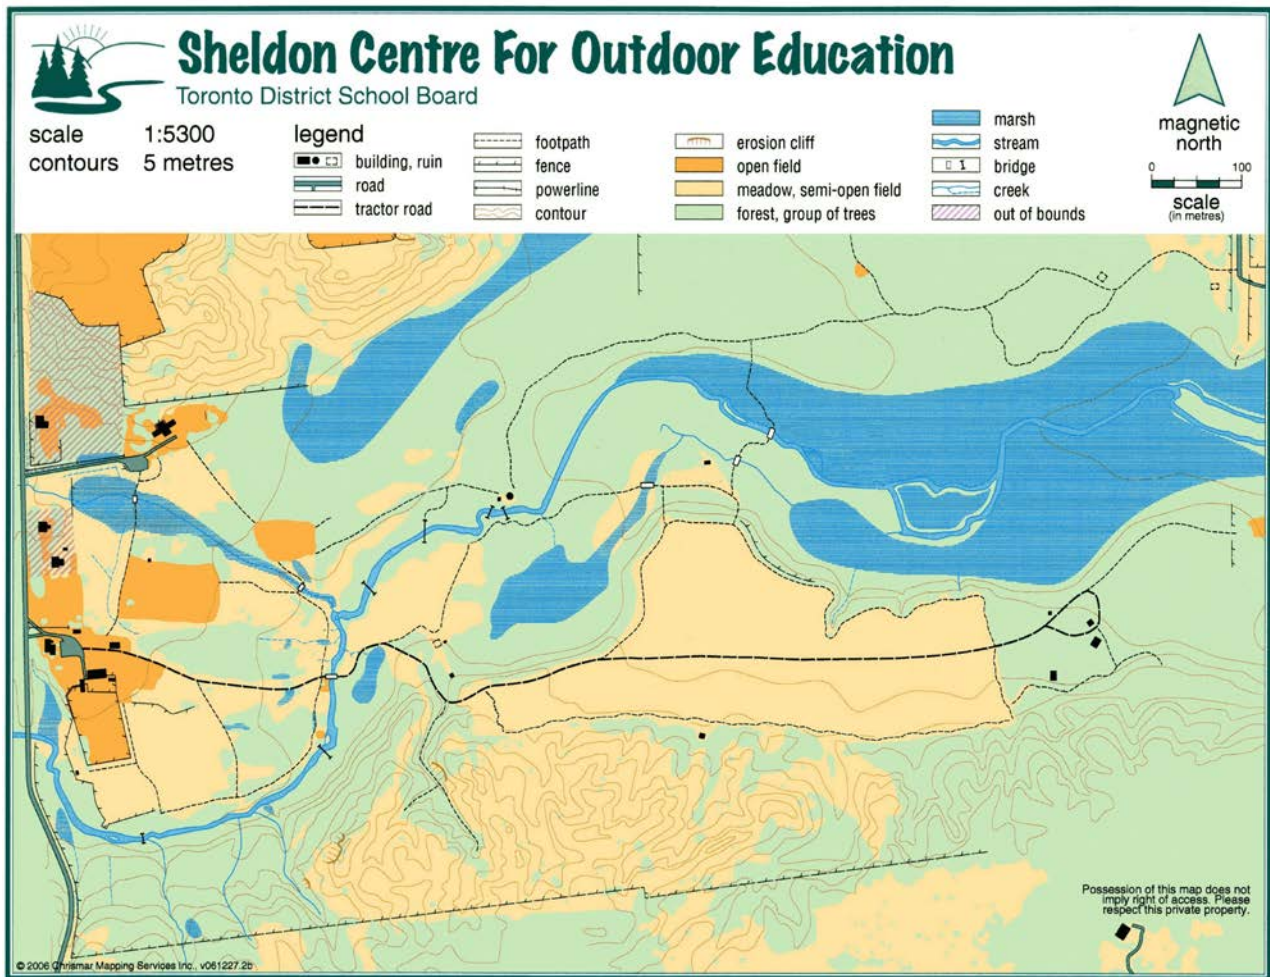 Sheldon Centre For Outdoor Education
Toronto District School Board
scale 1:5300
contours 5 metres
legend
building, ruin
road
tractor road
footpath
fence
powerline
contour
erosion cliff
open field
meadow, semi-open field
forest, group of trees
marsh
stream
bridge
creek
out of bounds
magnetic
north
0 100
scale
(in metres)
Possession of this map does not
imply right of access. Please
respect this private property.
© 2006 Chrismar Mapping Services Inc., v061227.2b